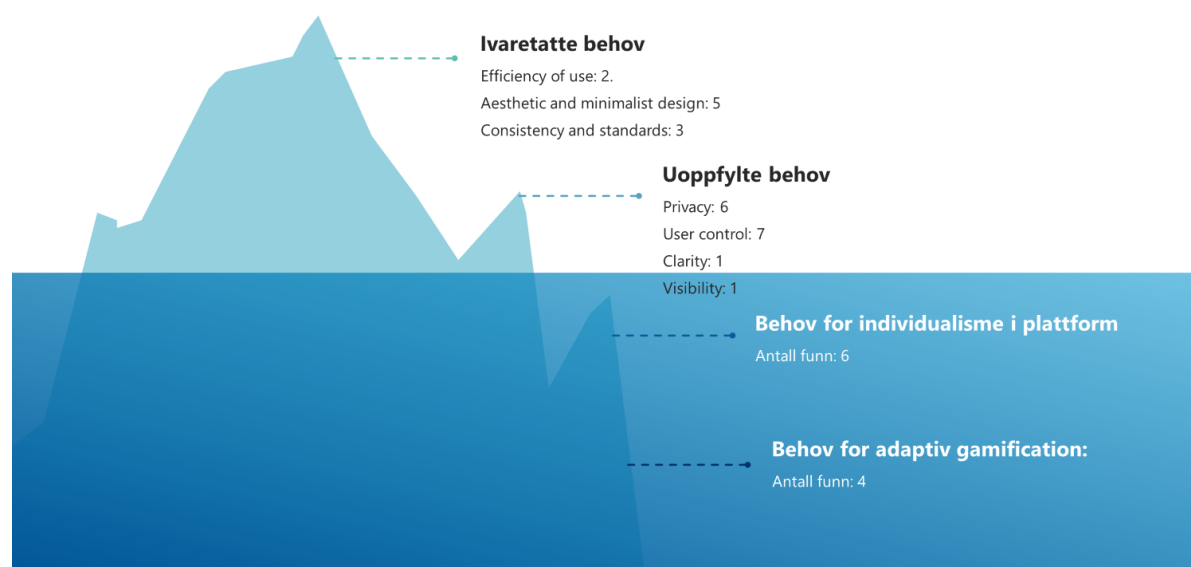 Ivaretatte behov
Efficiency of use: 2.
Aesthetic and minimalist design: 5
Consistency and standards: 3
Uoppfylte behov
Privacy: 6
User control: 7
Clarity: 1
Visibility: 1
Behov for individualisme i plattform
Antall funn: 6
Behov for adaptiv gamification:
Antall funn: 4